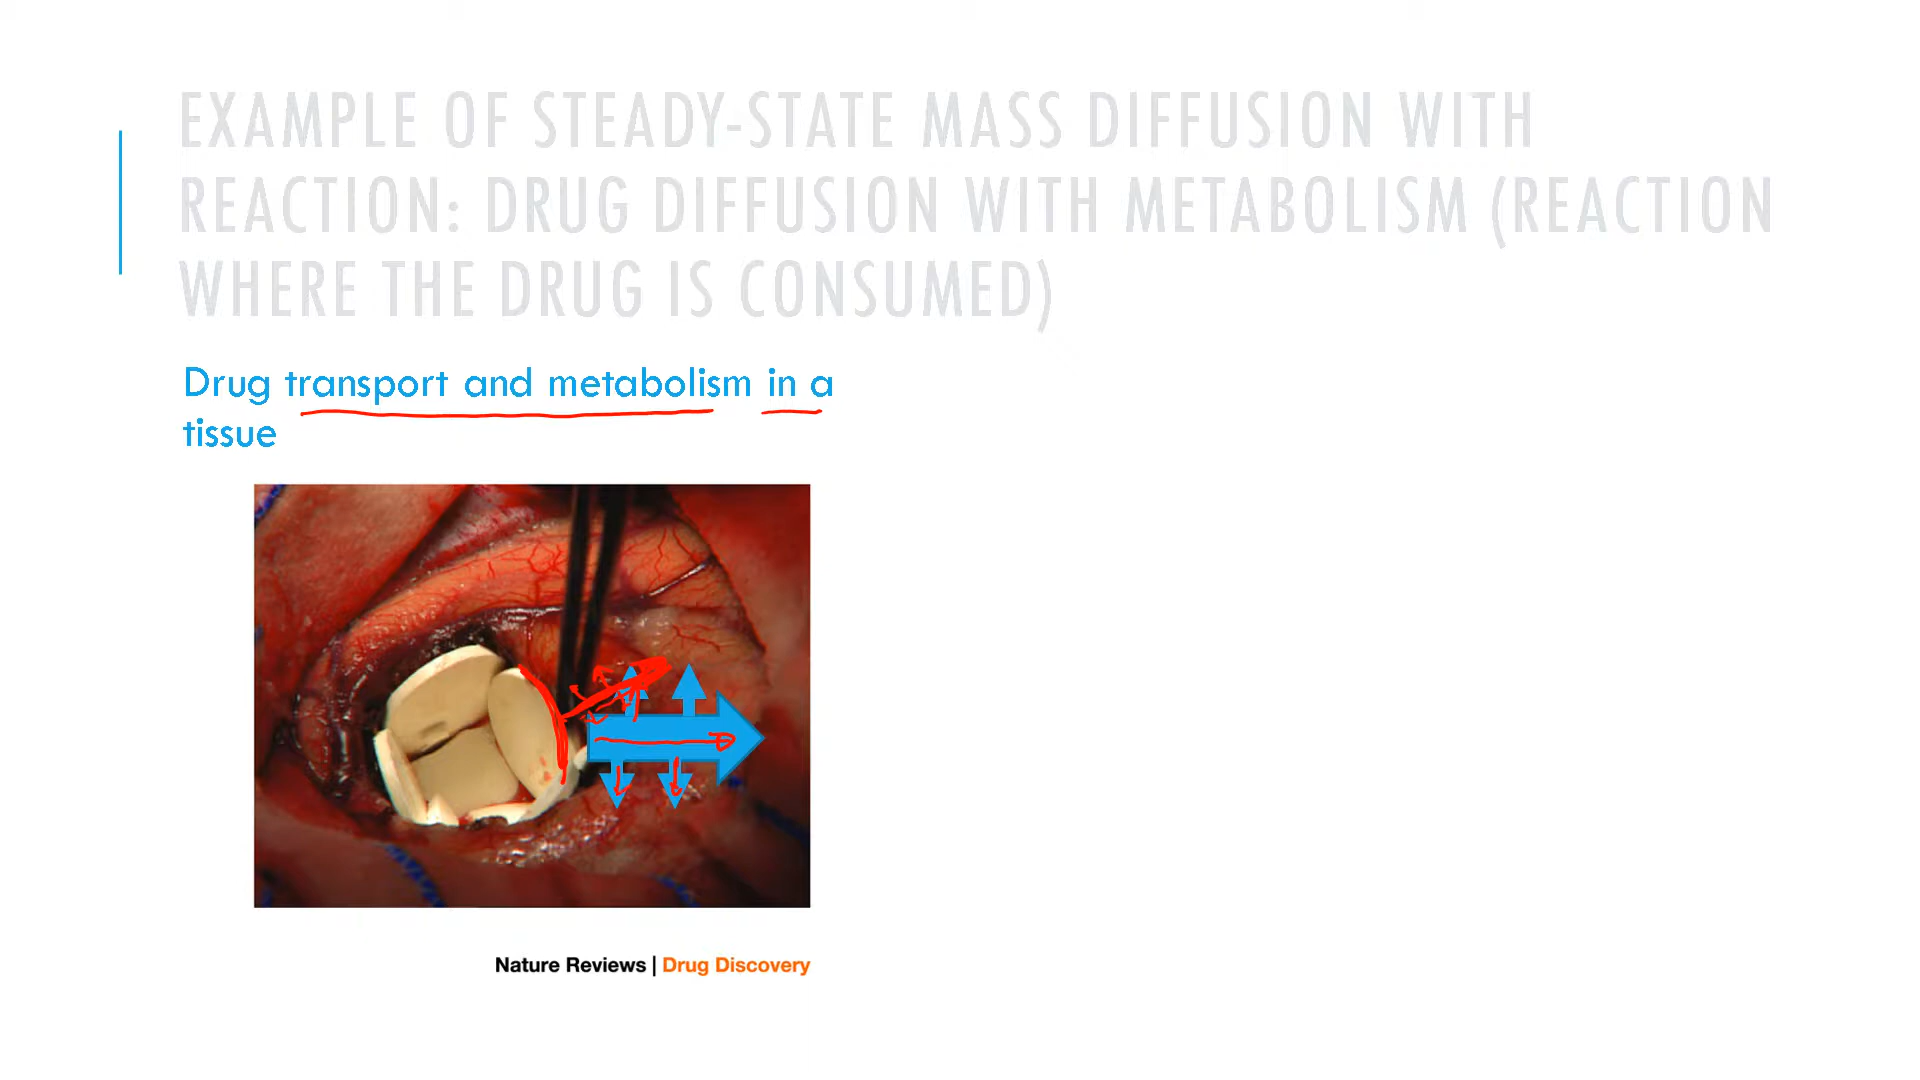 EXAMPLE OF STEADY-STATE MASS DIFFUSION WITH
REACTION: DRUG DIFFUSION WITH METABOLISM (REACTION
WHERE THE DRUG IS CONSUMED)
Drug transport and metabolism in a
tissue
Nature Reviews | Drug Discovery